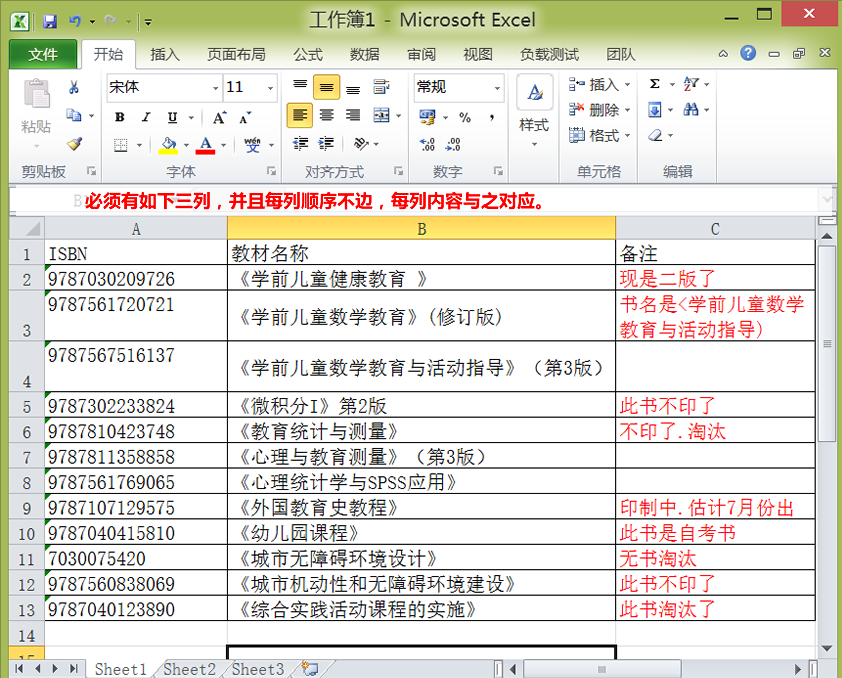 工作簿1 - Microsoft Excel
文件 开始 插入 页面布局 公式 数据 审阅 视图 负载测试 团队
宋体 11 常规 插入
粘贴 B I U A A % , 样式 删除
A wén 文 格式
剪贴板 字体 对齐方式 数字 单元格 编辑
必须有如下三列，并且每列顺序不边，每列内容与之对应。
A B C
1 ISBN 教材名称 备注
2 9787030209726 《学前儿童健康教育 》 现是二版了
3 9787561720721 《学前儿童数学教育》(修订版) 书名是<学前儿童数学
教育与活动指导)
4 9787567516137 《学前儿童数学教育与活动指导》（第3版）
5 9787302233824 《微积分I》第2版 此书不印了
6 9787810423748 《教育统计与测量》 不印了.淘汰
7 9787811358858 《心理与教育测量》（第3版）
8 9787561769065 《心理统计学与SPSS应用》
9 9787107129575 《外国教育史教程》 印制中.估计7月份出
10 9787040415810 《幼儿园课程》 此书是自考书
11 7030075420 《城市无障碍环境设计》 无书淘汰
12 9787560838069 《城市机动性和无障碍环境建设》 此书不印了
13 9787040123890 《综合实践活动课程的实施》 此书淘汰了
14
15
Sheet1 Sheet2 Sheet3